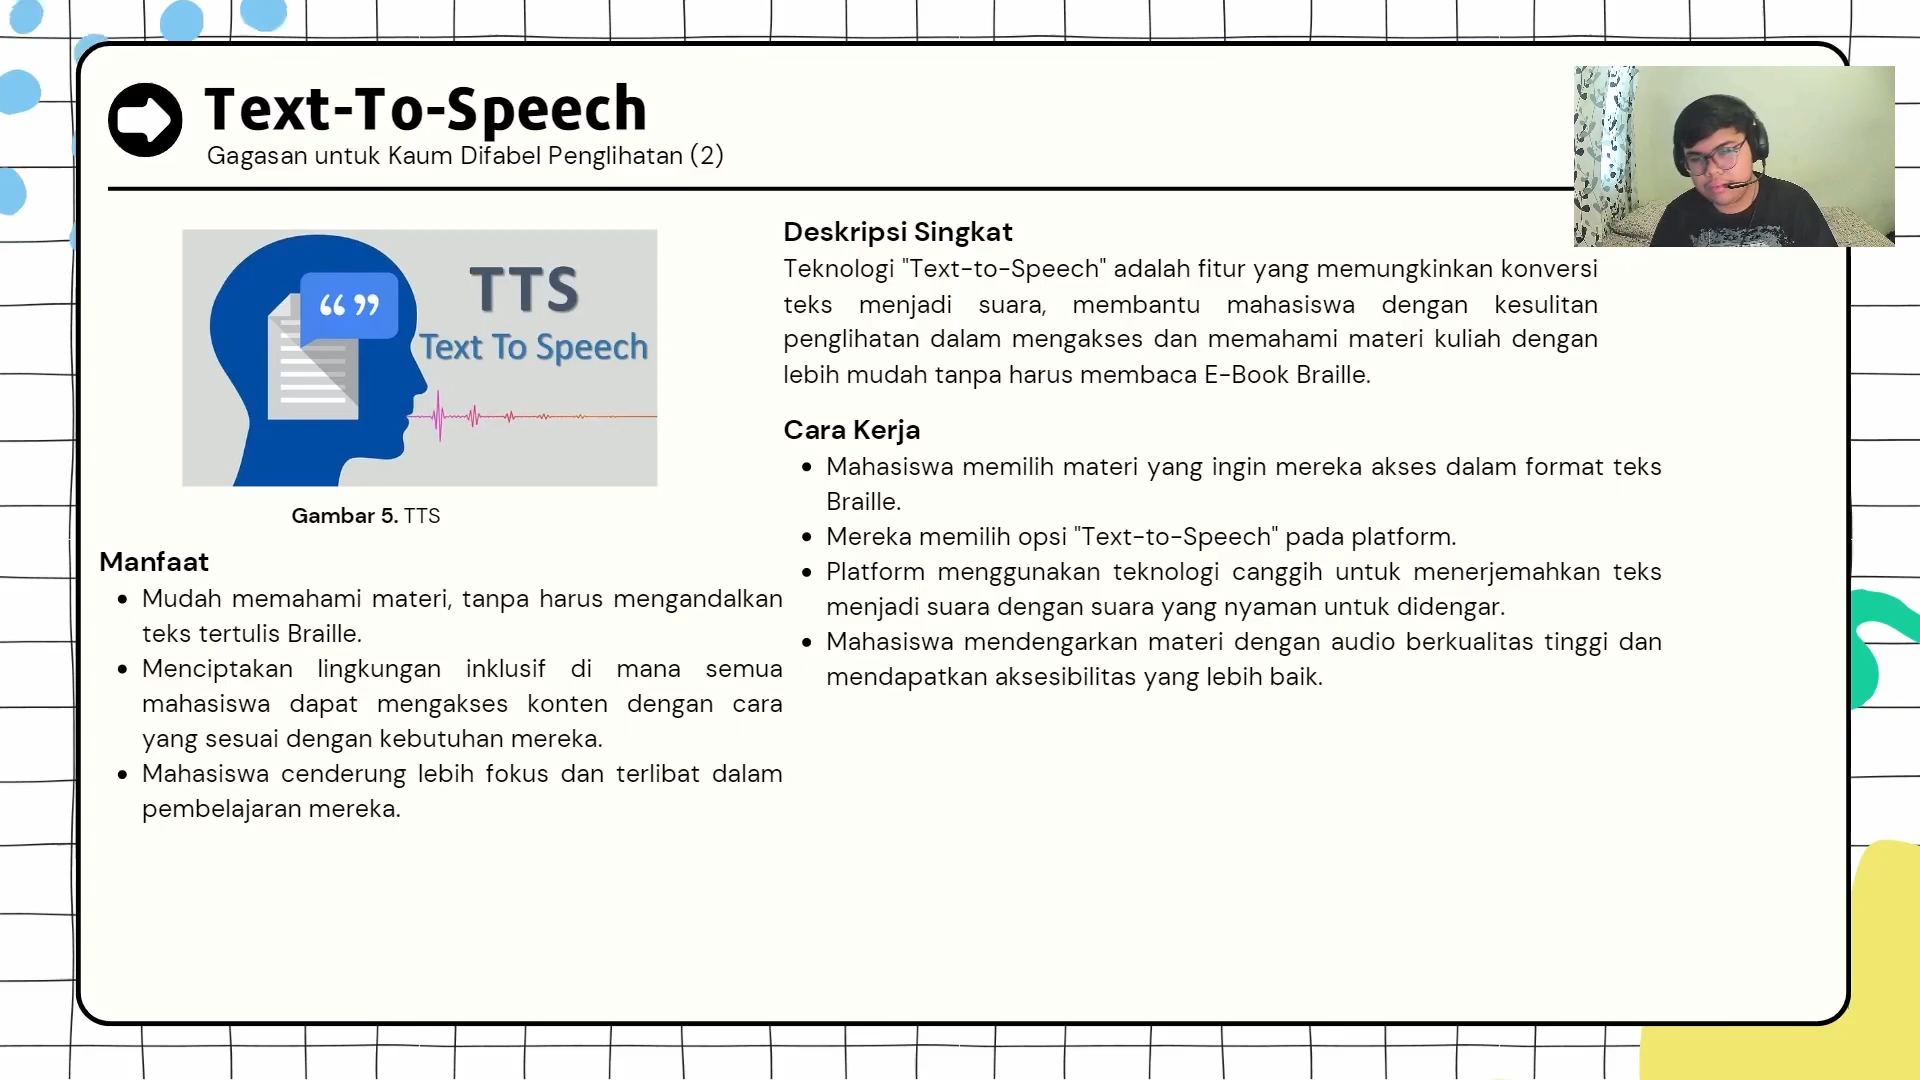 Text-To-Speech
Gagasan untuk Kaum Difabel Penglihatan (2)
“ ”
TTS
Text To Speech
Gambar 5. TTS
Manfaat
• Mudah memahami materi, tanpa harus mengandalkan
teks tertulis Braille.
• Menciptakan lingkungan inklusif di mana semua
mahasiswa dapat mengakses konten dengan cara
yang sesuai dengan kebutuhan mereka.
• Mahasiswa cenderung lebih fokus dan terlibat dalam
pembelajaran mereka.
Deskripsi Singkat
Teknologi "Text-to-Speech" adalah fitur yang memungkinkan konversi
teks menjadi suara, membantu mahasiswa dengan kesulitan
penglihatan dalam mengakses dan memahami materi kuliah dengan
lebih mudah tanpa harus membaca E-Book Braille.
Cara Kerja
• Mahasiswa memilih materi yang ingin mereka akses dalam format teks
Braille.
• Mereka memilih opsi "Text-to-Speech" pada platform.
• Platform menggunakan teknologi canggih untuk menerjemahkan teks
menjadi suara dengan suara yang nyaman untuk didengar.
• Mahasiswa mendengarkan materi dengan audio berkualitas tinggi dan
mendapatkan aksesibilitas yang lebih baik.